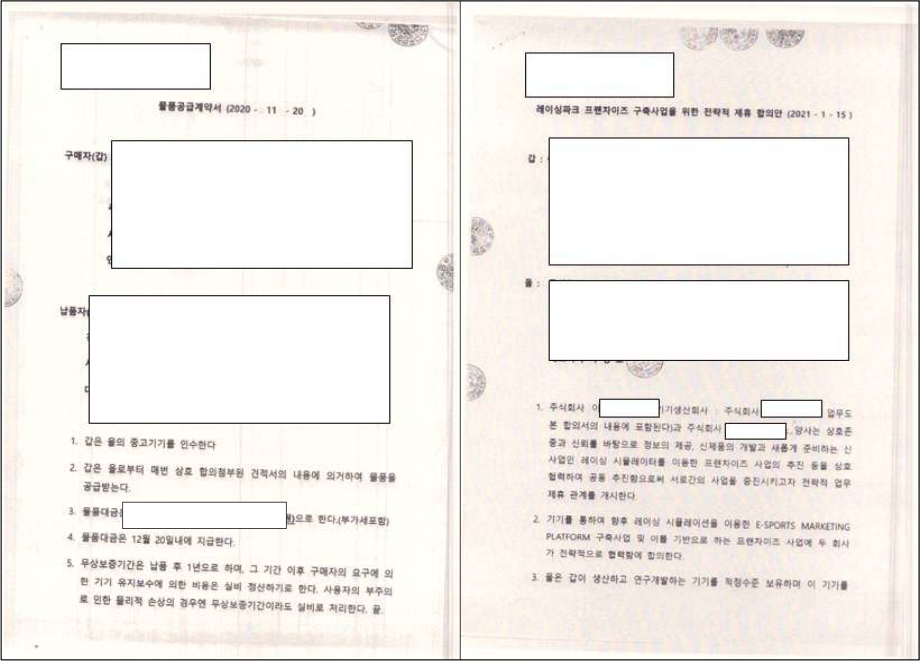 물품공급계약서 (2020 - 11 - 20 )
구매자(갑)
납품자
1. 갑은 을의 중고기기를 인수한다
2. 갑은 을로부터 매번 상호 합의첨부된 견적서의 내용에 의거하여 물품을
공급받는다.
3. 물품대금은 으로 한다.(부가세포함)
4. 물품대금은 12월 20일내에 지급한다.
5. 무상보증기간은 납품 후 1년으로 하며, 그 기간 이후 구매자의 요구에 의
한 기기 유지보수에 의한 비용은 실비 정산하기로 한다. 사용자의 부주의
로 인한 물리적 손상의 경우엔 무상보증기간이라도 실비로 처리한다. 끝.
레이싱파크 프랜차이즈 구축사업을 위한 전략적 제휴 합의안 (2021 - 1 - 15 )
갑 :
을 :
1. 주식회사 이 기기생산회사 : 주식회사 업무도
본 합의서의 내용에 포함된다)과 주식회사 양사는 상호존
중과 신뢰를 바탕으로 정보의 제공, 신제품의 개발과 새롭게 준비하는 신
사업인 레이싱 시뮬레이터를 이용한 프랜차이즈 사업의 추진 등을 상호
협력하여 공동 추진함으로써 서로간의 사업을 증진시키고자 전략적 업무
제휴 관계를 개시한다.
2. 기기를 통하여 향후 레이싱 시뮬레이션을 이용한 E-SPORTS MARKETING
PLATFORM 구축사업 및 이를 기반으로 하는 프랜차이즈 사업에 두 회사
가 전략적으로 협력함에 합의한다.
3. 을은 갑이 생산하고 연구개발하는 기기를 적정수준 보유하며 이 기기를